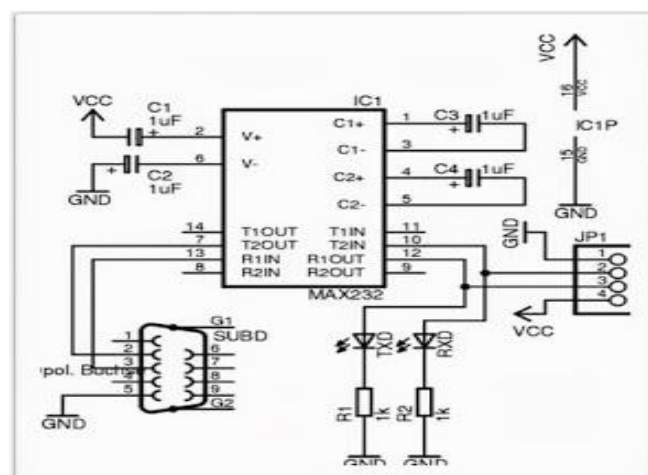 VCC
C1
1uF
2
V+
6
V-
C2
1uF
GND
IC1
C1+
1
C3
1uF
C1-
3
C2+
4
C4
1uF
C2-
5
14
T1OUT
T1IN
11
7
T2OUT
T2IN
10
13
R1IN
R1OUT
12
8
R2IN
R2OUT
9
MAX232
VCC
16
VCC
IC1P
15
GND
GND
GND
JP1
1
2
3
4
VCC
G1
SUBD
1
2
3
4
5
6
7
8
9
pol. Buchse
G2
GND
TXD
RXD
R1
1k
R2
1k
GND
GND